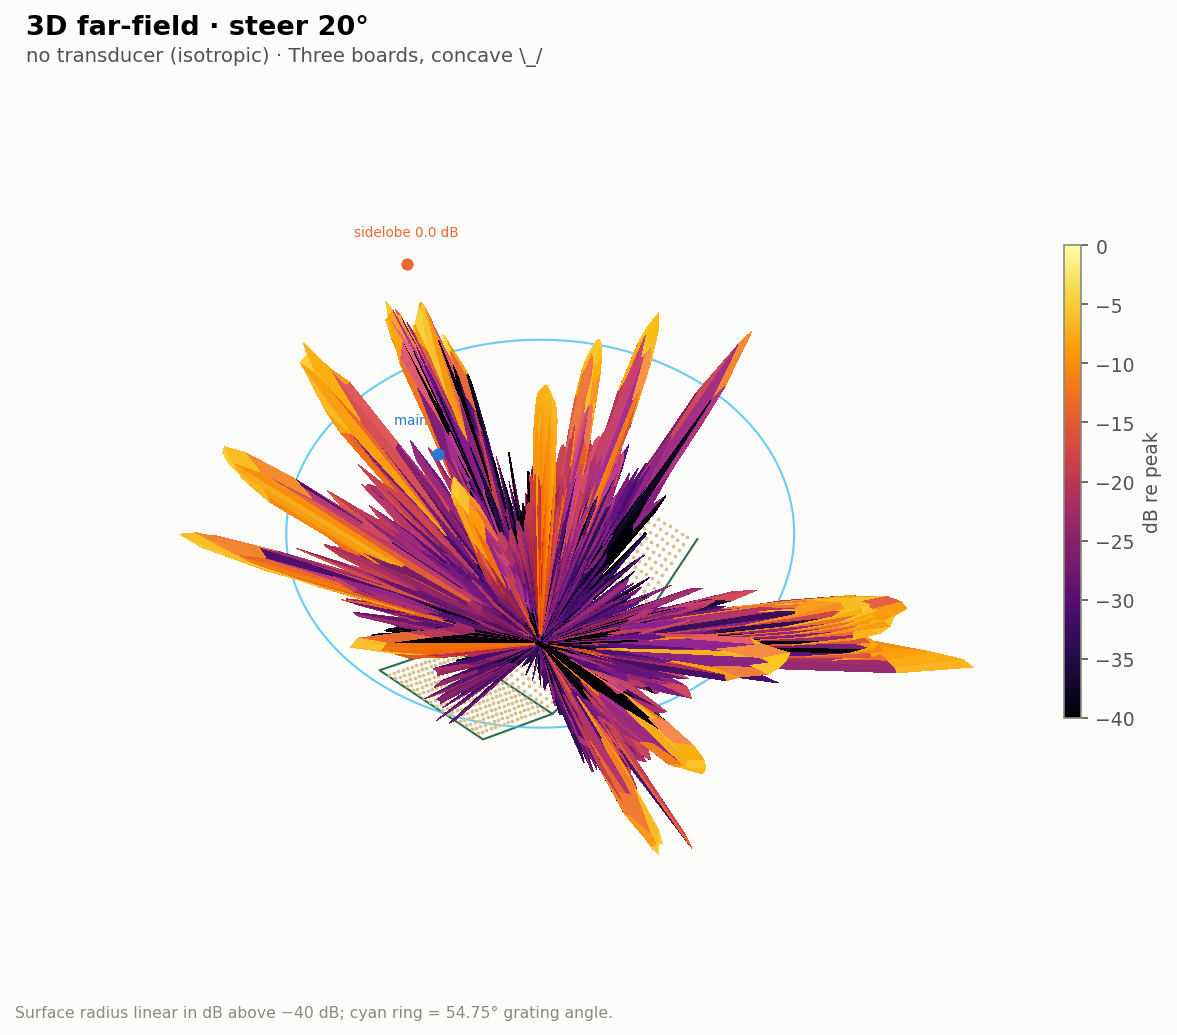 3D far-field · steer 20°
no transducer (isotropic) · Three boards, concave \_/
sidelobe 0.0 dB
main
0
−5
−10
−15
−20
−25
−30
−35
−40
dB re peak
Surface radius linear in dB above −40 dB; cyan ring = 54.75° grating angle.